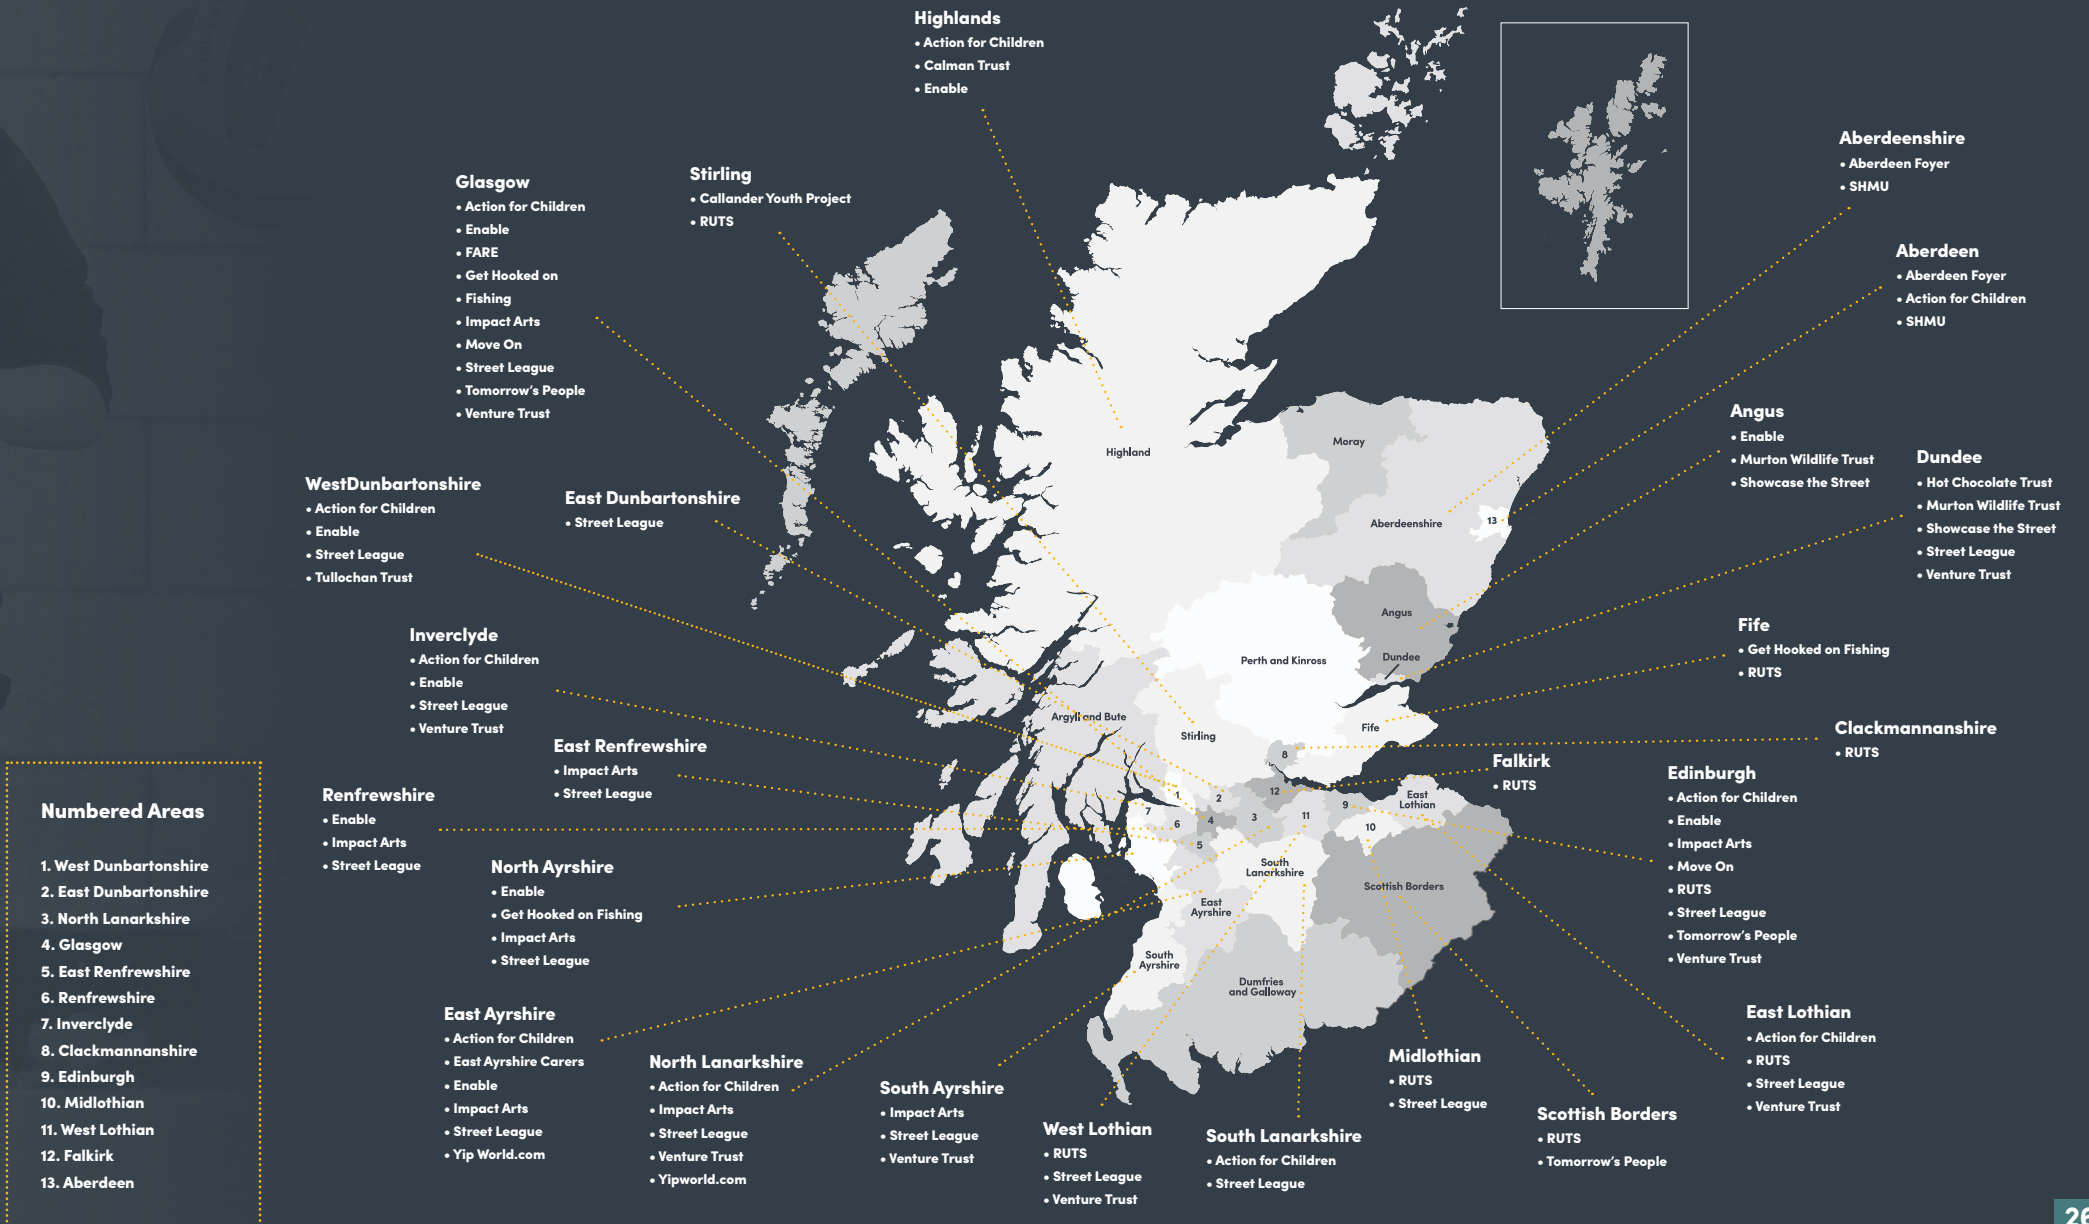 Highlands
• Action for Children
• Calman Trust
• Enable
Glasgow
• Action for Children
• Enable
• FARE
• Get Hooked on
• Fishing
• Impact Arts
• Move On
• Street League
• Tomorrow's People
• Venture Trust
Stirling
• Callander Youth Project
• RUTS
Aberdeenshire
• Aberdeen Foyer
• SHMU
Aberdeen
• Aberdeen Foyer
• Action for Children
• SHMU
Angus
• Enable
• Murton Wildlife Trust
• Showcase the Street
Dundee
• Hot Chocolate Trust
• Murton Wildlife Trust
• Showcase the Street
• Street League
• Venture Trust
WestDunbartonshire
• Action for Children
• Enable
• Street League
• Tullochan Trust
East Dunbartonshire
• Street League
Inverclyde
• Action for Children
• Enable
• Street League
• Venture Trust
Fife
• Get Hooked on Fishing
• RUTS
Clackmannanshire
• RUTS
Falkirk
• RUTS
East Renfrewshire
• Impact Arts
• Street League
Renfrewshire
• Enable
• Impact Arts
• Street League
Edinburgh
• Action for Children
• Enable
• Impact Arts
• Move On
• RUTS
• Street League
• Tomorrow's People
• Venture Trust
North Ayrshire
• Enable
• Get Hooked on Fishing
• Impact Arts
• Street League
East Ayrshire
• Action for Children
• East Ayrshire Carers
• Enable
• Impact Arts
• Street League
• Yip World.com
North Lanarkshire
• Action for Children
• Impact Arts
• Street League
• Venture Trust
• Yipworld.com
South Ayrshire
• Impact Arts
• Street League
• Venture Trust
West Lothian
• RUTS
• Street League
• Venture Trust
South Lanarkshire
• Action for Children
• Street League
Midlothian
• RUTS
• Street League
Scottish Borders
• RUTS
• Tomorrow's People
East Lothian
• Action for Children
• RUTS
• Street League
• Venture Trust
Highland
Moray
Aberdeenshire
13
Angus
Dundee
Perth and Kinross
Argyll and Bute
Stirling
Fife
8
1
2
12
East
Lothian
7
6
4
3
11
9
10
5
South
Lanarkshire
Scottish Borders
East
Ayrshire
South
Ayrshire
Dumfries
and Galloway
Numbered Areas
1. West Dunbartonshire
2. East Dunbartonshire
3. North Lanarkshire
4. Glasgow
5. East Renfrewshire
6. Renfrewshire
7. Inverclyde
8. Clackmannanshire
9. Edinburgh
10. Midlothian
11. West Lothian
12. Falkirk
13. Aberdeen
26